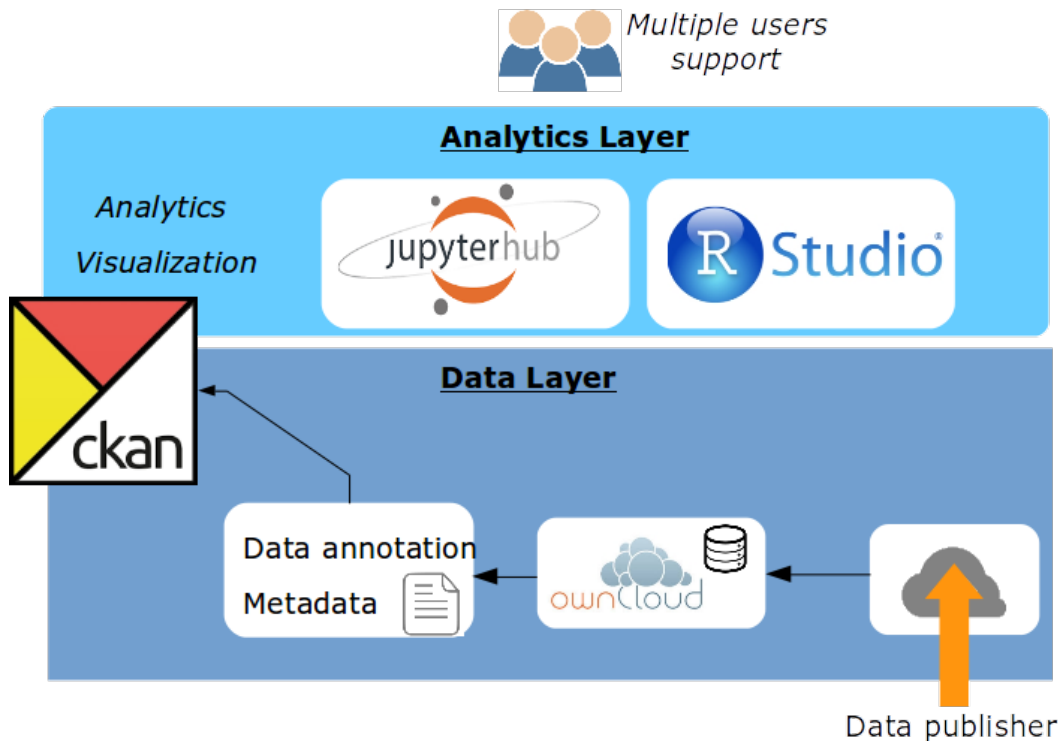 Multiple users
support
Analytics Layer
Analytics
Visualization
jupyterhub
R Studio®
Data Layer
ckan
Data annotation
Metadata
ownCloud
Data publisher